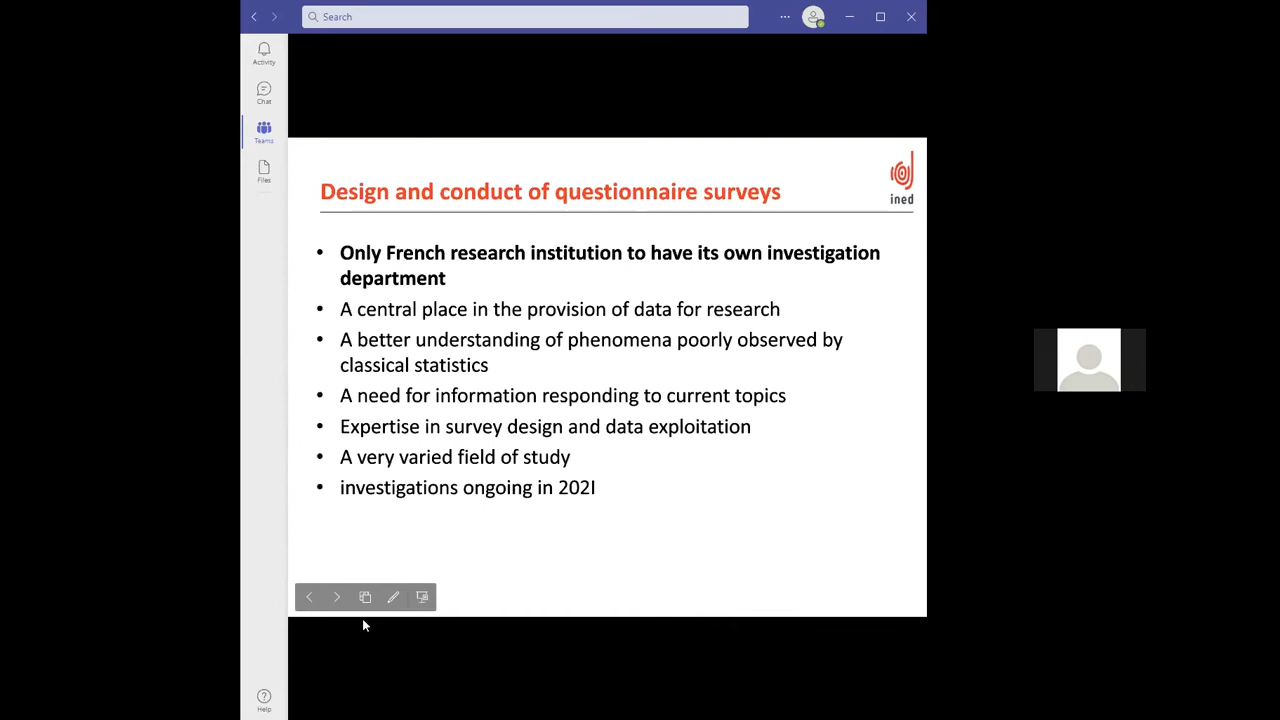 Search
Activity
Chat
Teams
Files
Design and conduct of questionnaire surveys
ined
• Only French research institution to have its own investigation
department
• A central place in the provision of data for research
• A better understanding of phenomena poorly observed by
classical statistics
• A need for information responding to current topics
• Expertise in survey design and data exploitation
• A very varied field of study
• investigations ongoing in 202I
Help